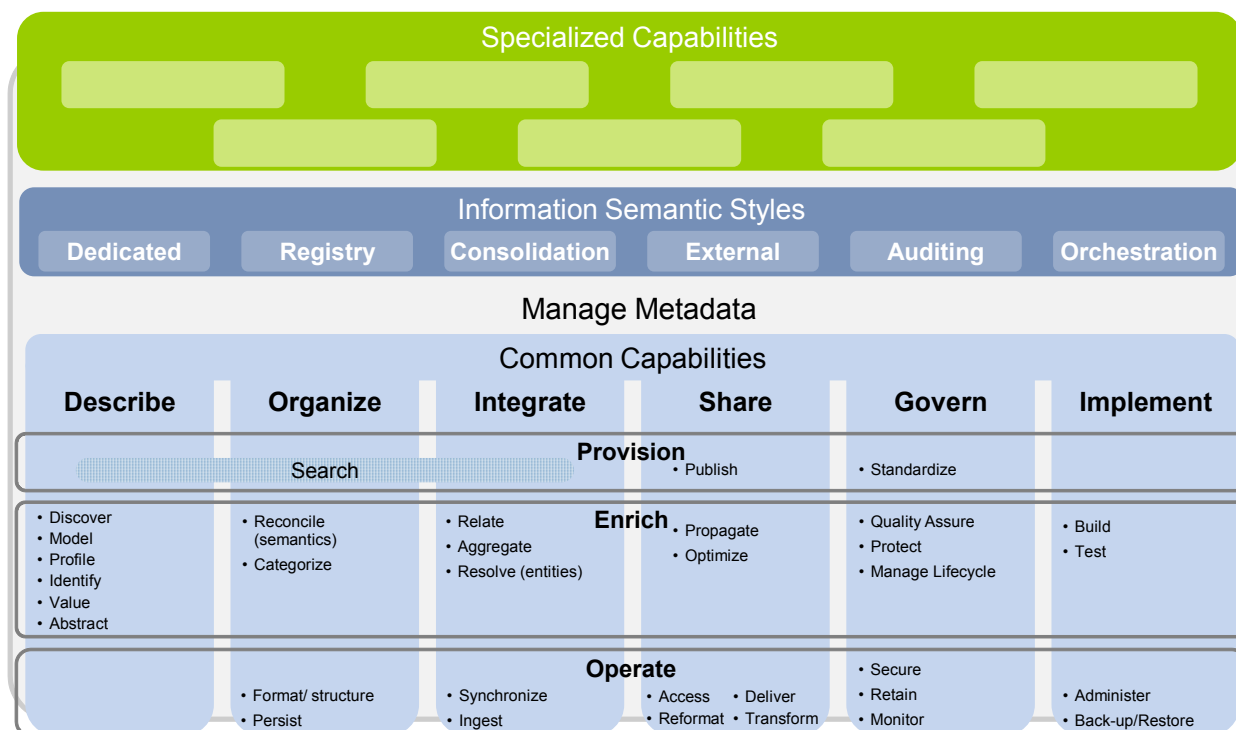 Specialized Capabilities
Information Semantic Styles
Dedicated Registry Consolidation External Auditing Orchestration
Manage Metadata
Common Capabilities
Describe Organize Integrate Share Govern Implement
Provision
Search
• Publish
• Standardize
Enrich
• Discover
• Model
• Profile
• Identify
• Value
• Abstract
• Reconcile
(semantics)
• Categorize
• Relate
• Aggregate
• Resolve (entities)
• Propagate
• Optimize
• Quality Assure
• Protect
• Manage Lifecycle
• Build
• Test
Operate
• Format/ structure
• Persist
• Synchronize
• Ingest
• Access • Deliver
• Reformat • Transform
• Secure
• Retain
• Monitor
• Administer
• Back-up/Restore